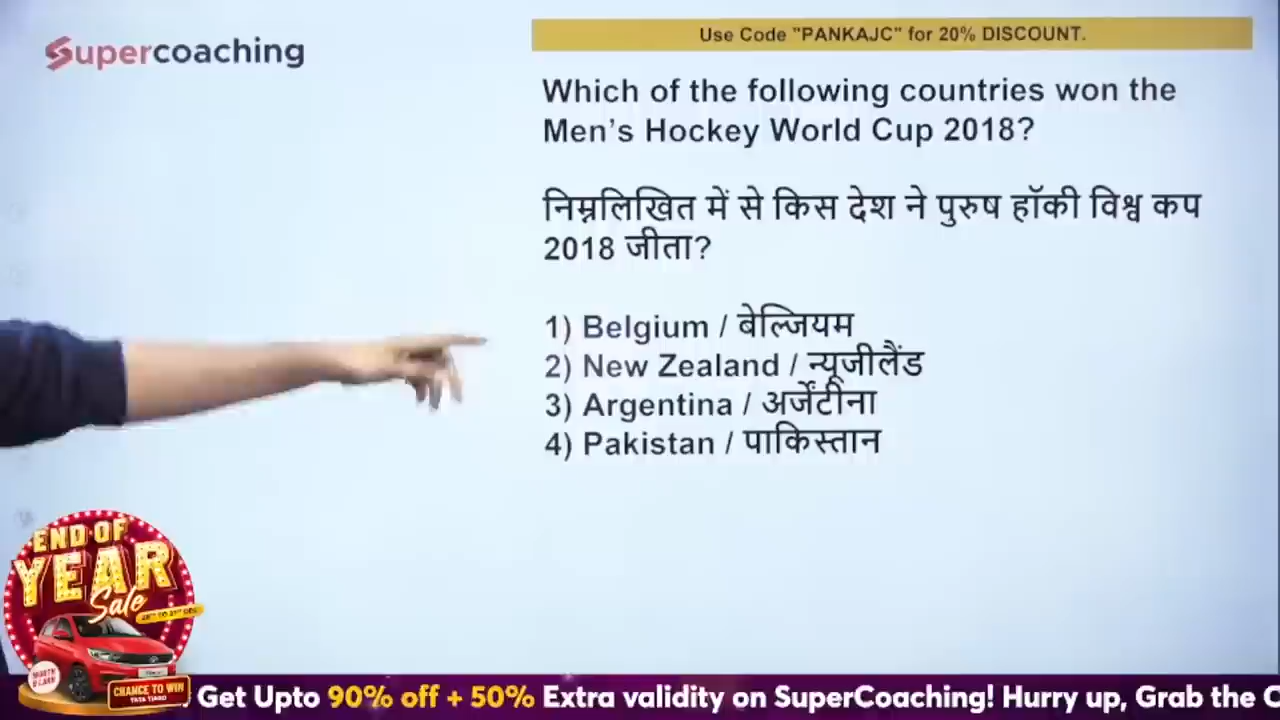 Supercoaching
Use Code "PANKAJC" for 20% DISCOUNT.
Which of the following countries won the
Men's Hockey World Cup 2018?
निम्नलिखित में से किस देश ने पुरुष हॉकी विश्व कप
2018 जीता?
1) Belgium / बेल्जियम
2) New Zealand / न्यूजीलैंड
3) Argentina / अर्जेंटीना
4) Pakistan / पाकिस्तान
END OF
YEAR
Sale
CHANCE TO WIN
TATA TIAGO
Get Upto 90% off + 50% Extra validity on SuperCoaching! Hurry up, Grab the